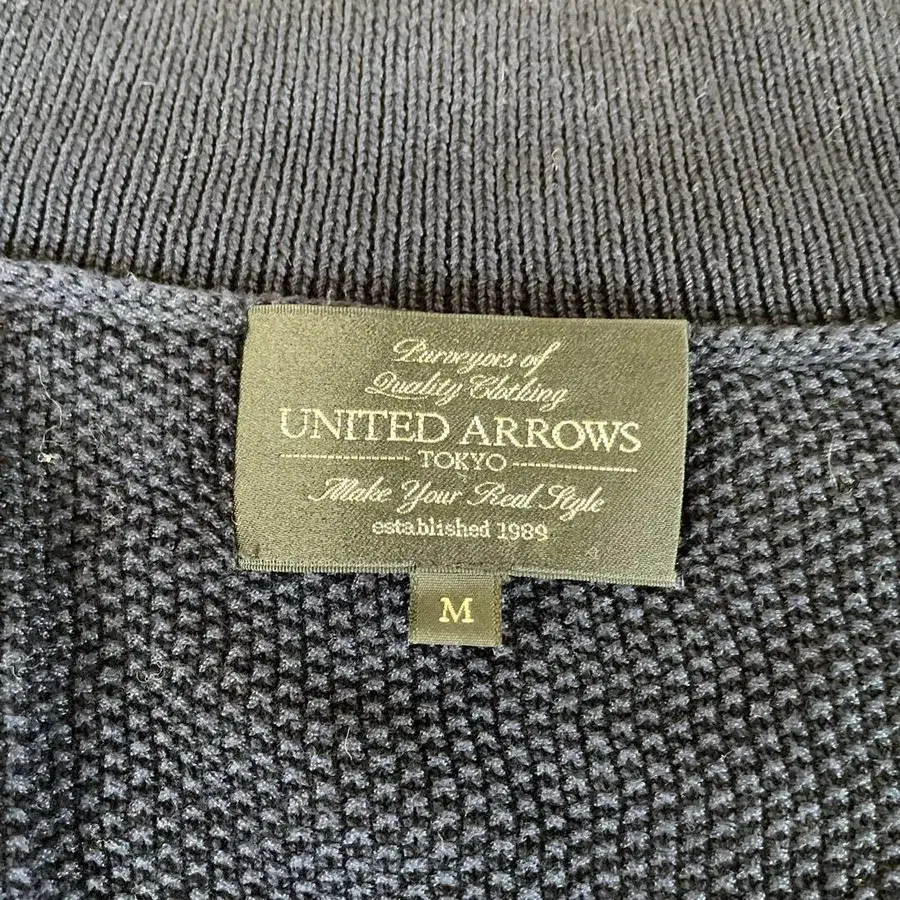 Purveyors of
Quality Clothing
UNITED ARROWS
TOKYO
Make Your Real Style
established 1989
M